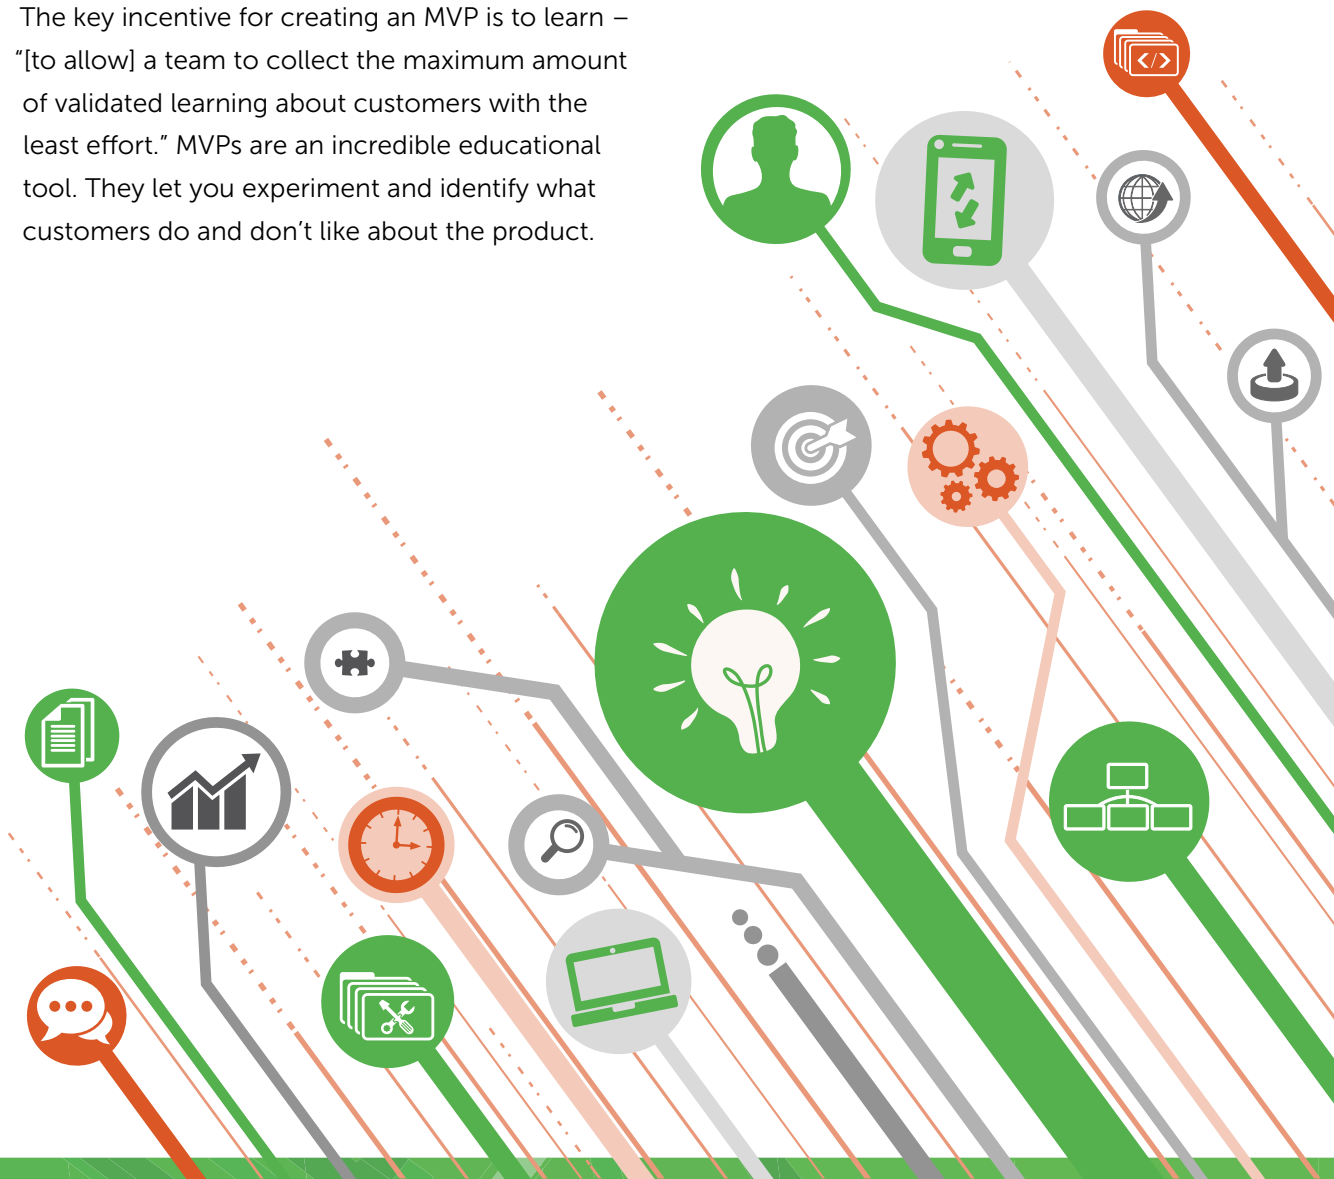 The key incentive for creating an MVP is to learn –
“[to allow] a team to collect the maximum amount
of validated learning about customers with the
least effort.” MVPs are an incredible educational
tool. They let you experiment and identify what
customers do and don’t like about the product.